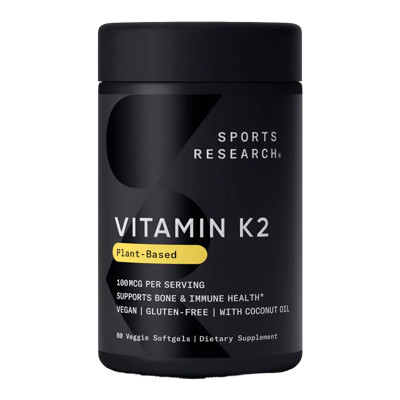 SPORTS
RESEARCH®
VITAMIN K2
Plant-Based
100MCG PER SERVING
SUPPORTS BONE & IMMUNE HEALTH*
VEGAN | GLUTEN-FREE | WITH COCONUT OIL
60 Veggie Softgels | Dietary Supplement